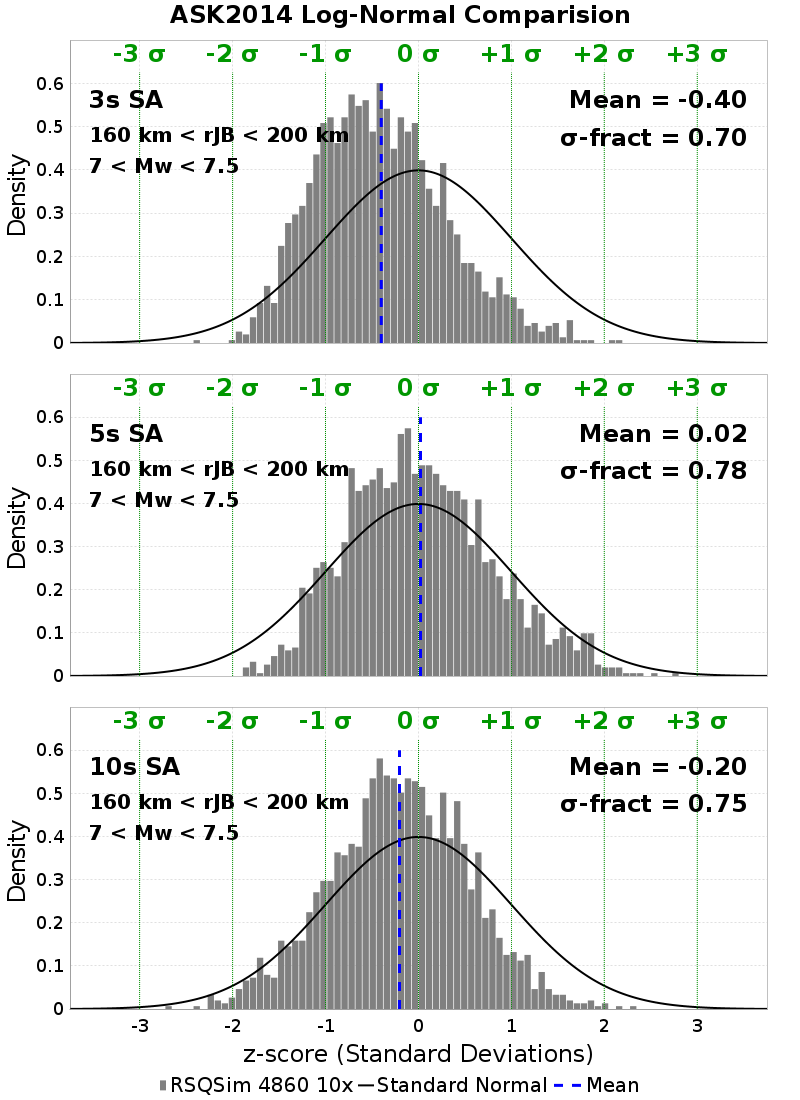 ASK2014 Log-Normal Comparision
-3 σ -2 σ -1 σ 0 σ +1 σ +2 σ +3 σ
3s SA
160 km < rJB < 200 km
7 < Mw < 7.5
Mean = -0.40
σ-fract = 0.70
0.6
0.5
0.4
0.3
0.2
0.1
0
Density
-3 σ -2 σ -1 σ 0 σ +1 σ +2 σ +3 σ
5s SA
160 km < rJB < 200 km
7 < Mw < 7.5
Mean = 0.02
σ-fract = 0.78
0.6
0.5
0.4
0.3
0.2
0.1
0
Density
-3 σ -2 σ -1 σ 0 σ +1 σ +2 σ +3 σ
10s SA
160 km < rJB < 200 km
7 < Mw < 7.5
Mean = -0.20
σ-fract = 0.75
0.6
0.5
0.4
0.3
0.2
0.1
0
Density
-3 -2 -1 0 1 2 3
z-score (Standard Deviations)
RSQSim 4860 10x Standard Normal Mean